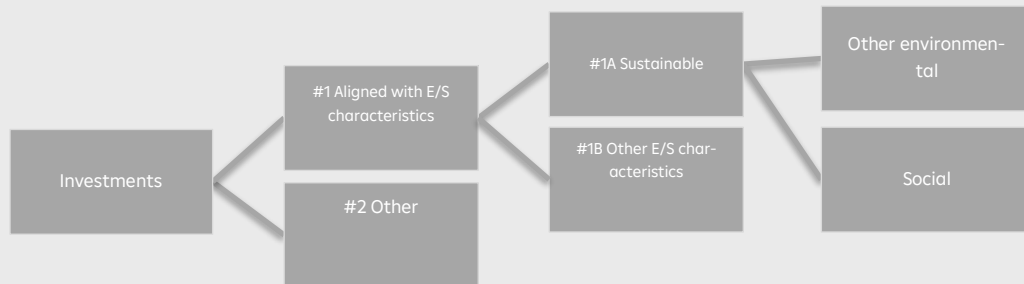 Investments
#1 Aligned with E/S
characteristics
#2 Other
#1A Sustainable
#1B Other E/S char-
acteristics
Other environmen-
tal
Social